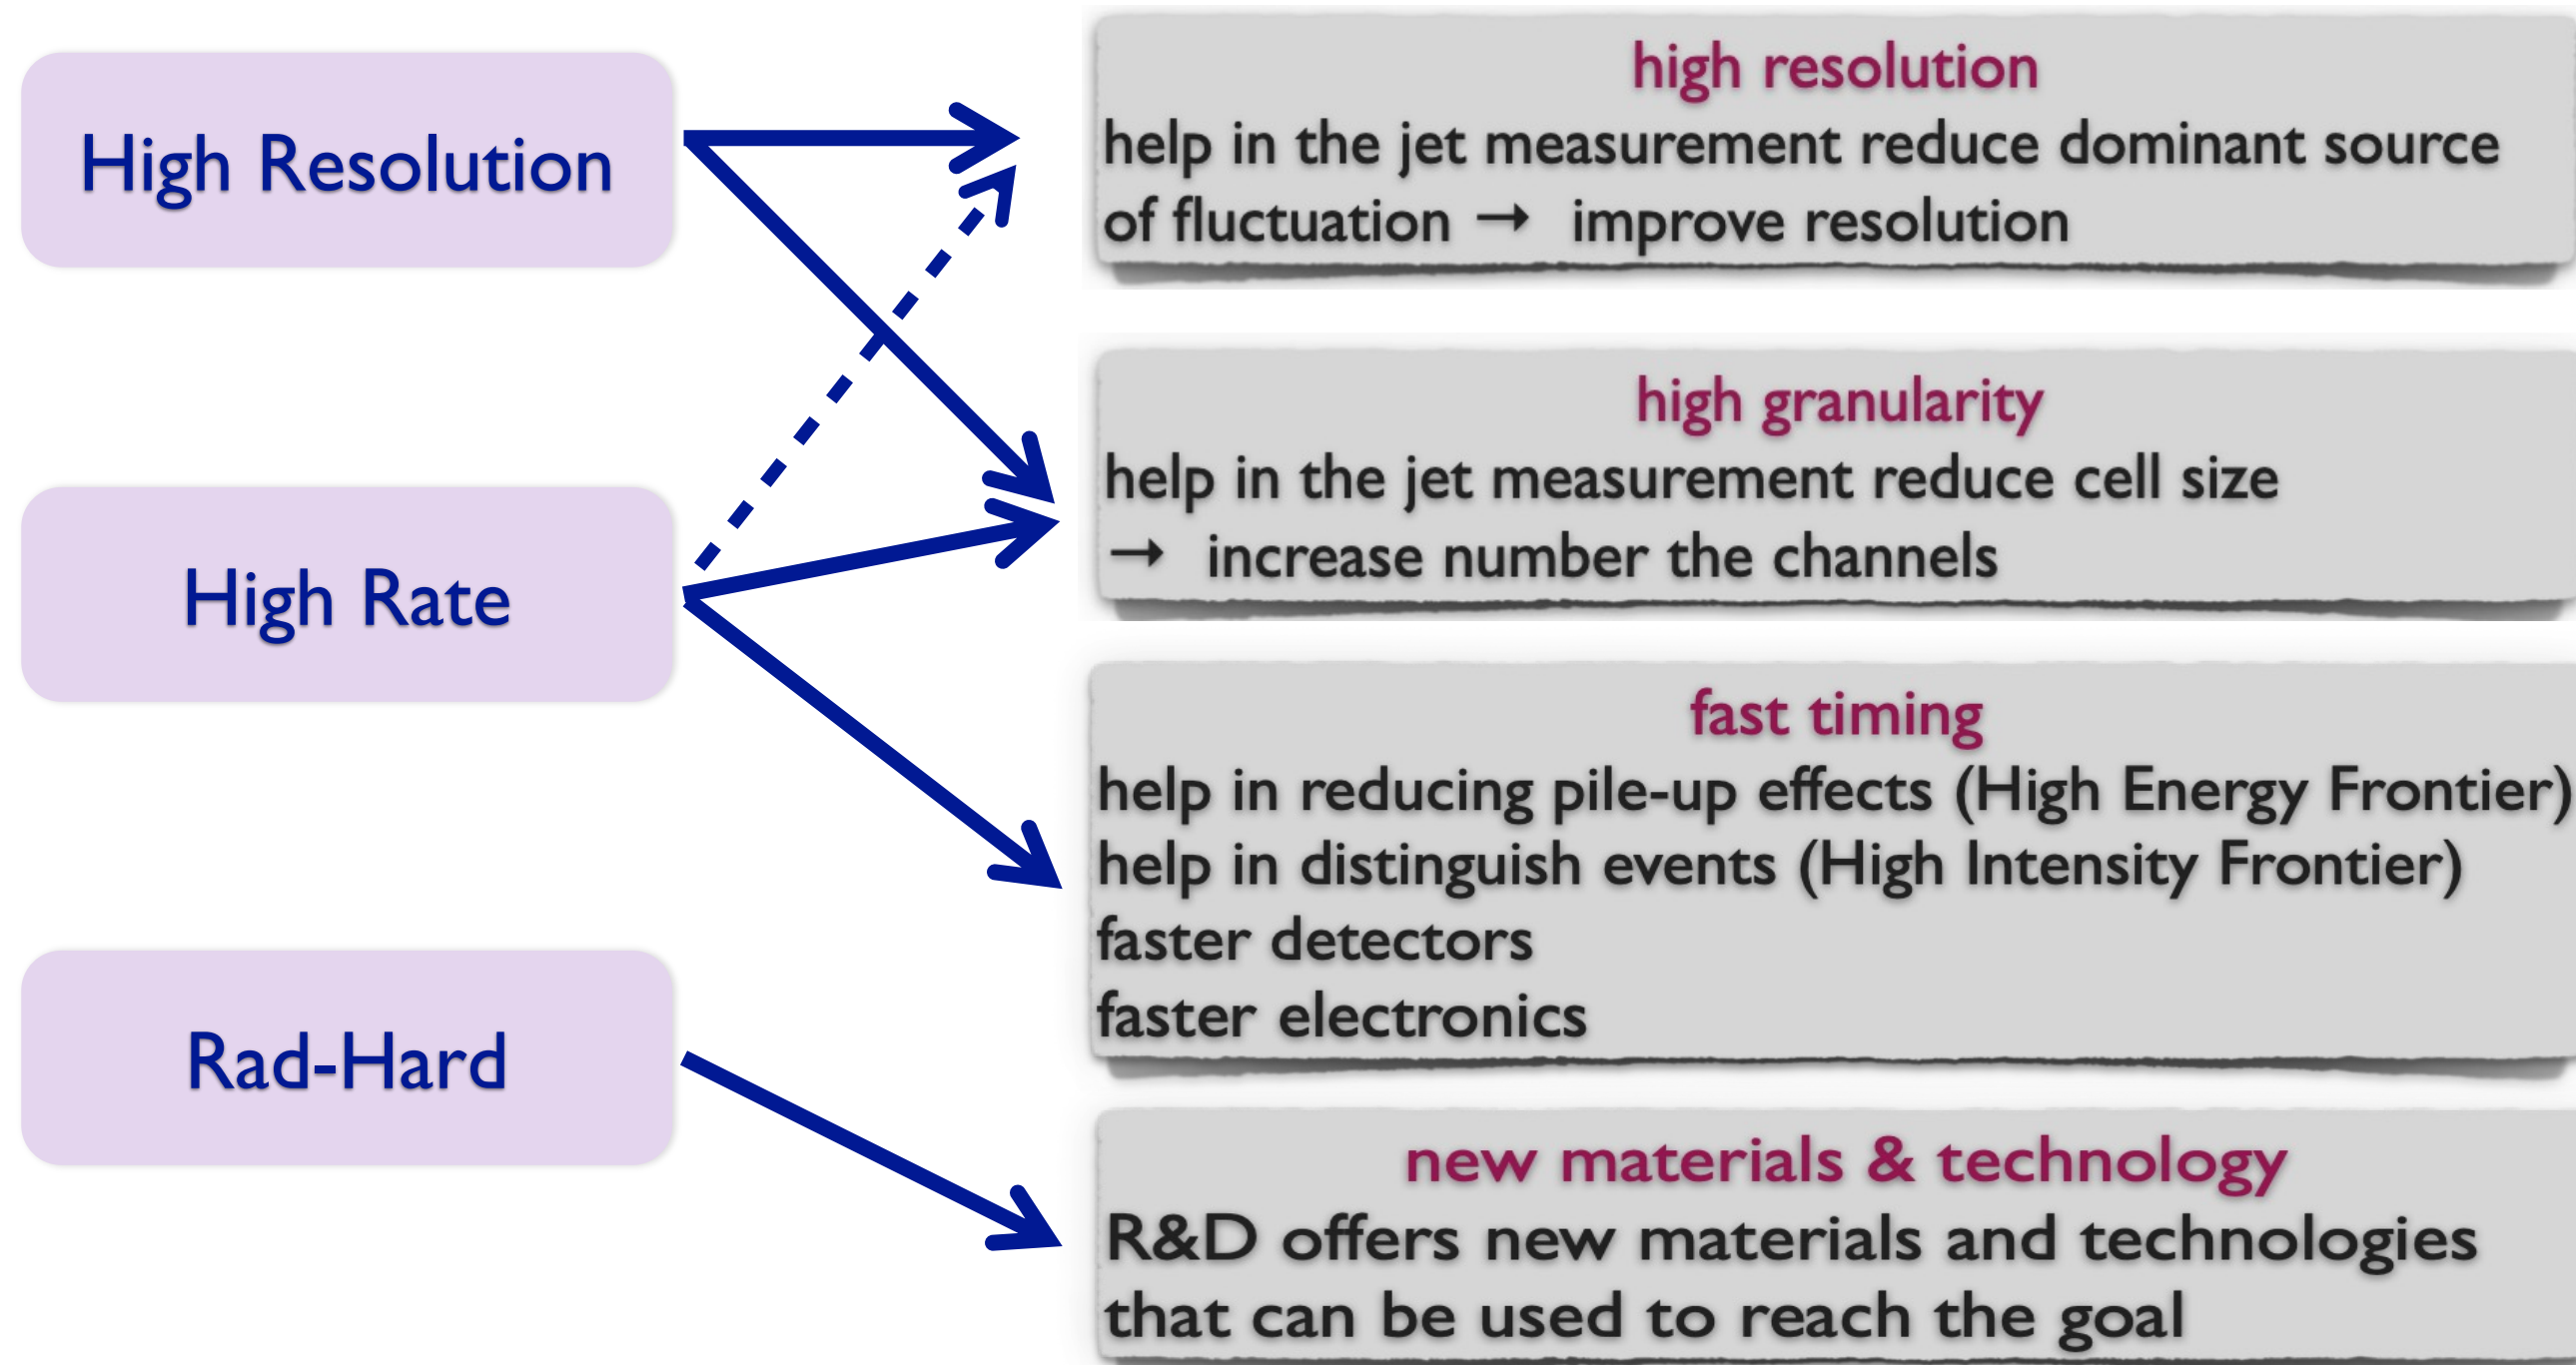 High Resolution
High Rate
Rad-Hard
high resolution
help in the jet measurement reduce dominant source
of fluctuation → improve resolution
high granularity
help in the jet measurement reduce cell size
→ increase number the channels
fast timing
help in reducing pile-up effects (High Energy Frontier)
help in distinguish events (High Intensity Frontier)
faster detectors
faster electronics
new materials & technology
R&D offers new materials and technologies
that can be used to reach the goal